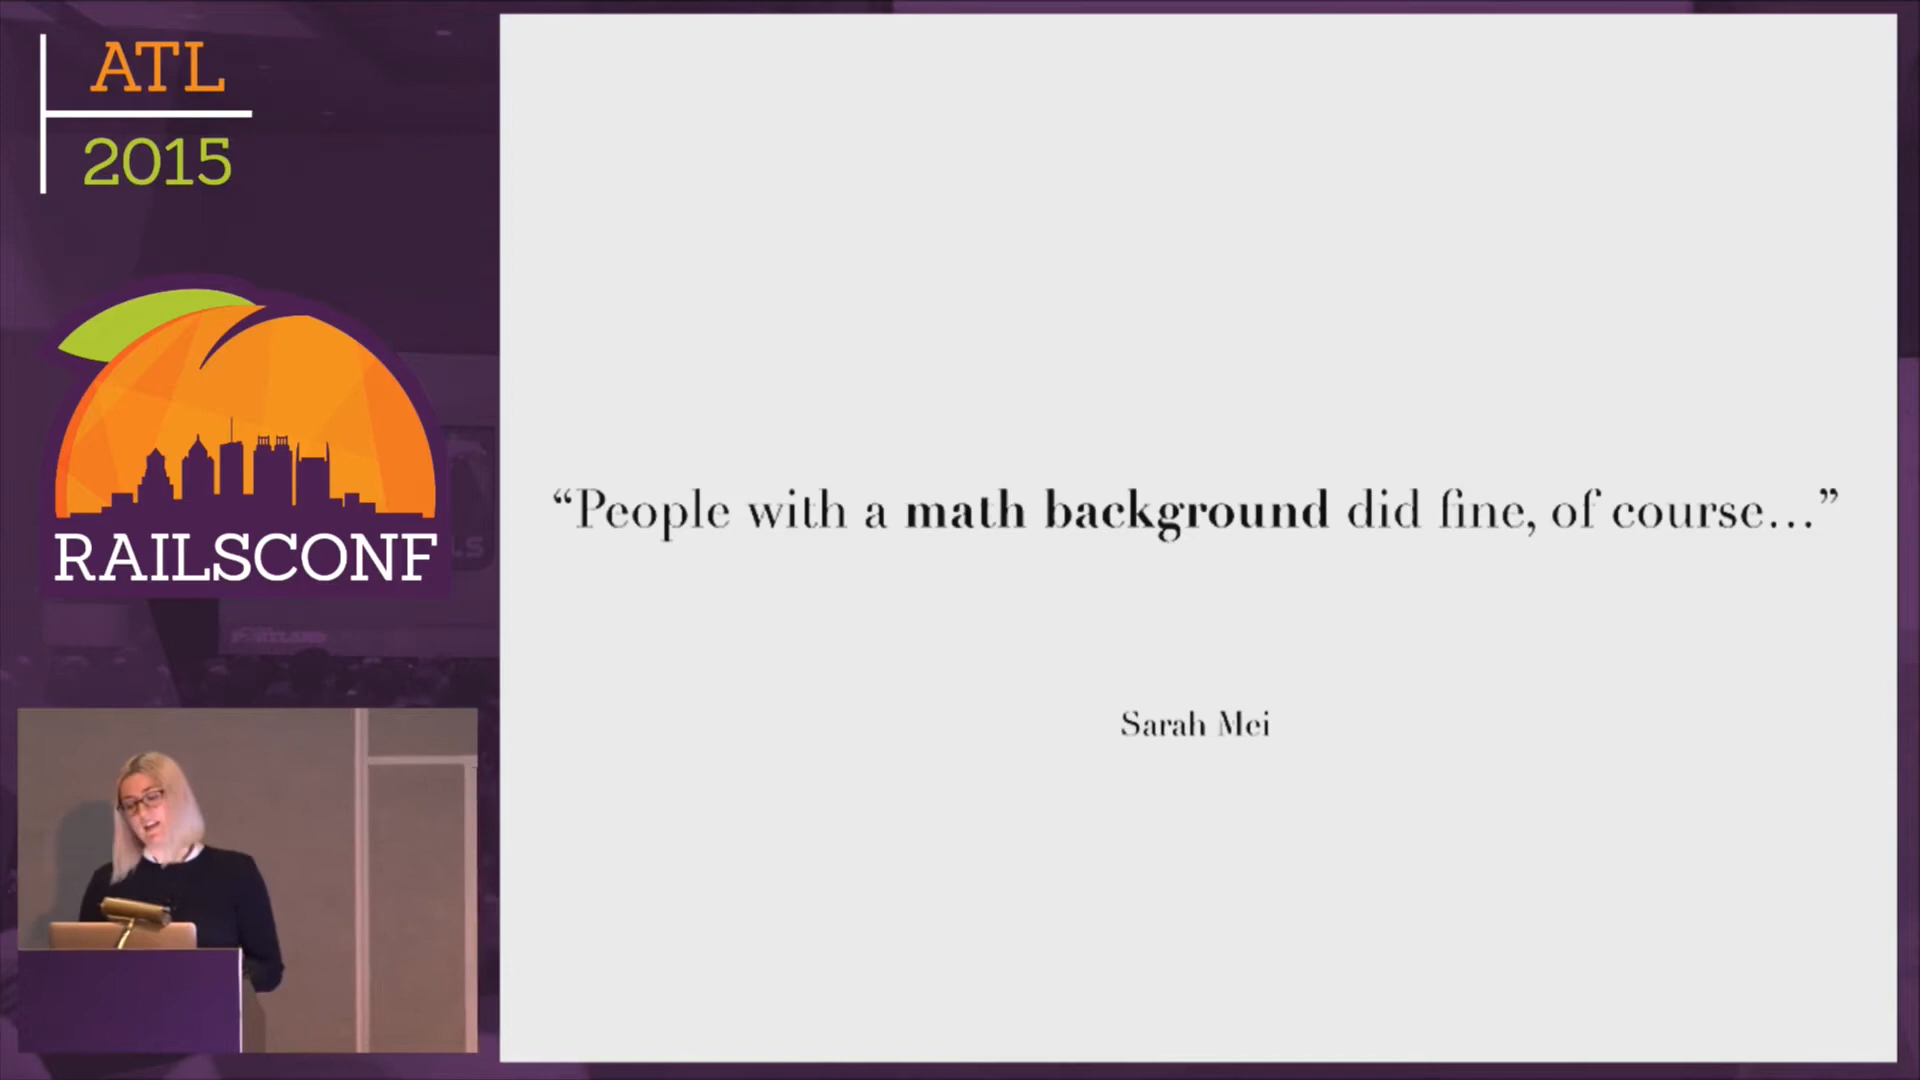 ATL
2015
RAILSCONF
“People with a math background did fine, of course...”
Sarah Mei